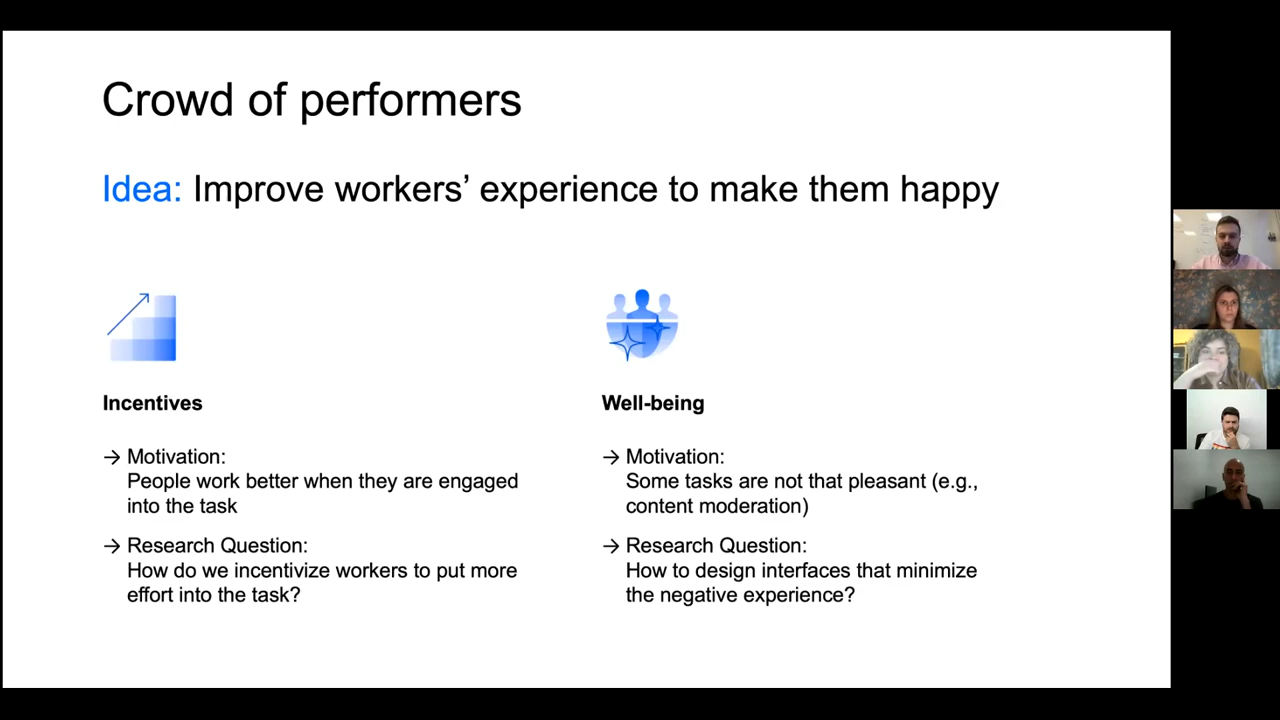 Crowd of performers
Idea: Improve workers’ experience to make them happy
Incentives
→ Motivation:
People work better when they are engaged
into the task
→ Research Question:
How do we incentivize workers to put more
effort into the task?
Well-being
→ Motivation:
Some tasks are not that pleasant (e.g.,
content moderation)
→ Research Question:
How to design interfaces that minimize
the negative experience?